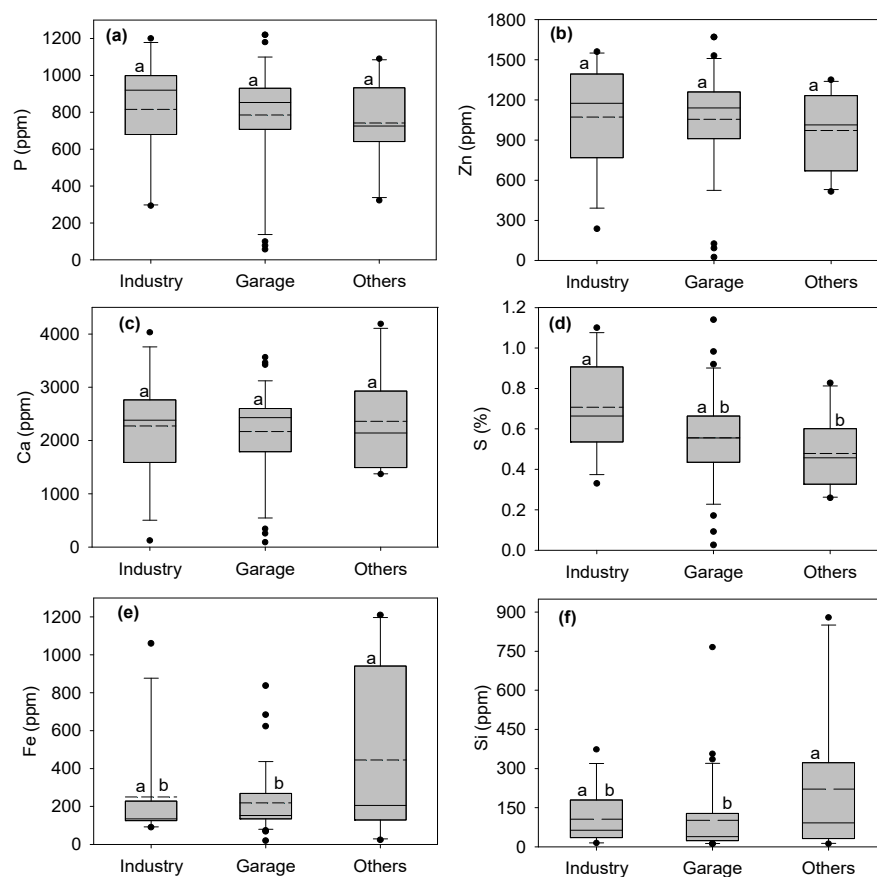 (a)
P (ppm)
1200
1000
800
600
400
200
0
a
a
a
Industry
Garage
Others
(b)
Zn (ppm)
1800
1500
1200
900
600
300
0
a
a
a
Industry
Garage
Others
(c)
Ca (ppm)
4000
3000
2000
1000
0
a
a
a
Industry
Garage
Others
(d)
S (%)
1.2
1.0
0.8
0.6
0.4
0.2
0.0
a
a b
b
Industry
Garage
Others
(e)
Fe (ppm)
1200
1000
800
600
400
200
0
a b
b
a
Industry
Garage
Others
(f)
Si (ppm)
900
750
600
450
300
150
0
a b
b
a
Industry
Garage
Others